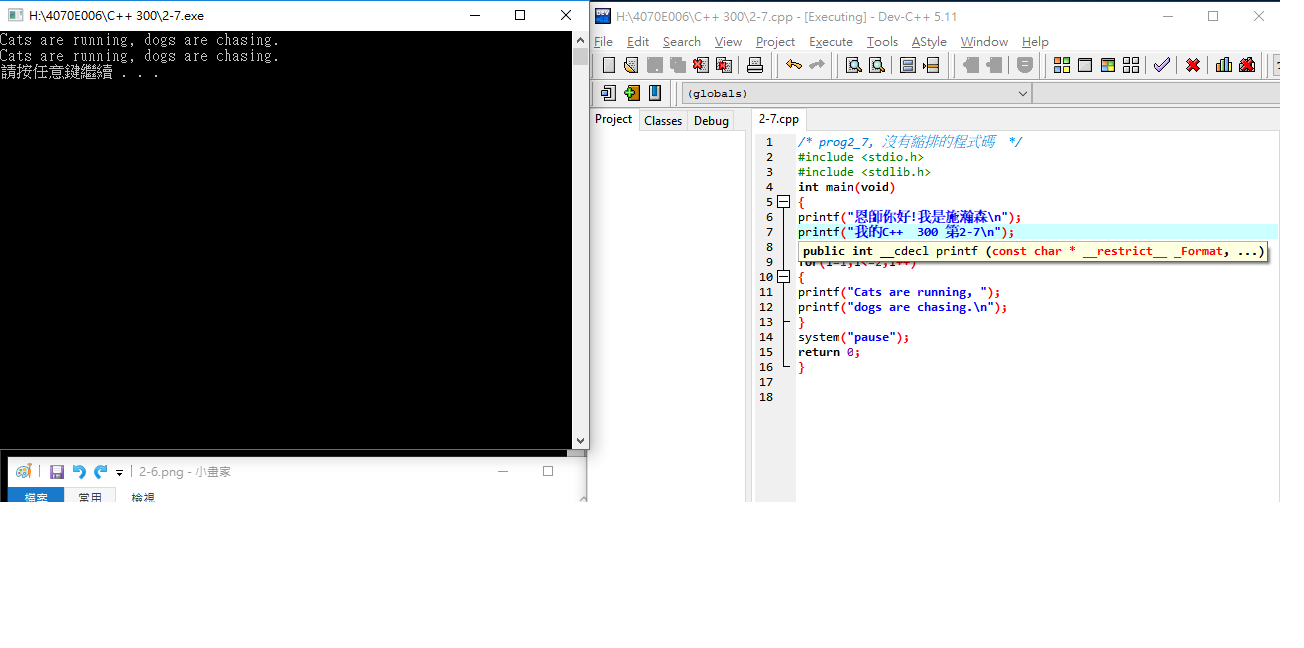 H:\4070E006\C++ 300\2-7.exe
Cats are running, dogs are chasing.
Cats are running, dogs are chasing.
請按任意鍵繼續 . . .
2-6.png - 小畫家
檔案 常用 檢視
H:\4070E006\C++ 300\2-7.cpp - [Executing] - Dev-C++ 5.11
File Edit Search View Project Execute Tools AStyle Window Help
(globals)
Project Classes Debug
2-7.cpp
1 /* prog2_7, 沒有縮排的程式碼 */
2 #include <stdio.h>
3 #include <stdlib.h>
4 int main(void)
5 {
6 printf("恩師你好!我是施瀚森\n");
7 printf("我的C++ 300 第2-7\n");
8
public int __cdecl printf (const char * __restrict__ _Format, ...)
9 for(i=1;i<=2;i++)
10 {
11 printf("Cats are running, ");
12 printf("dogs are chasing.\n");
13 }
14 system("pause");
15 return 0;
16 }
17
18